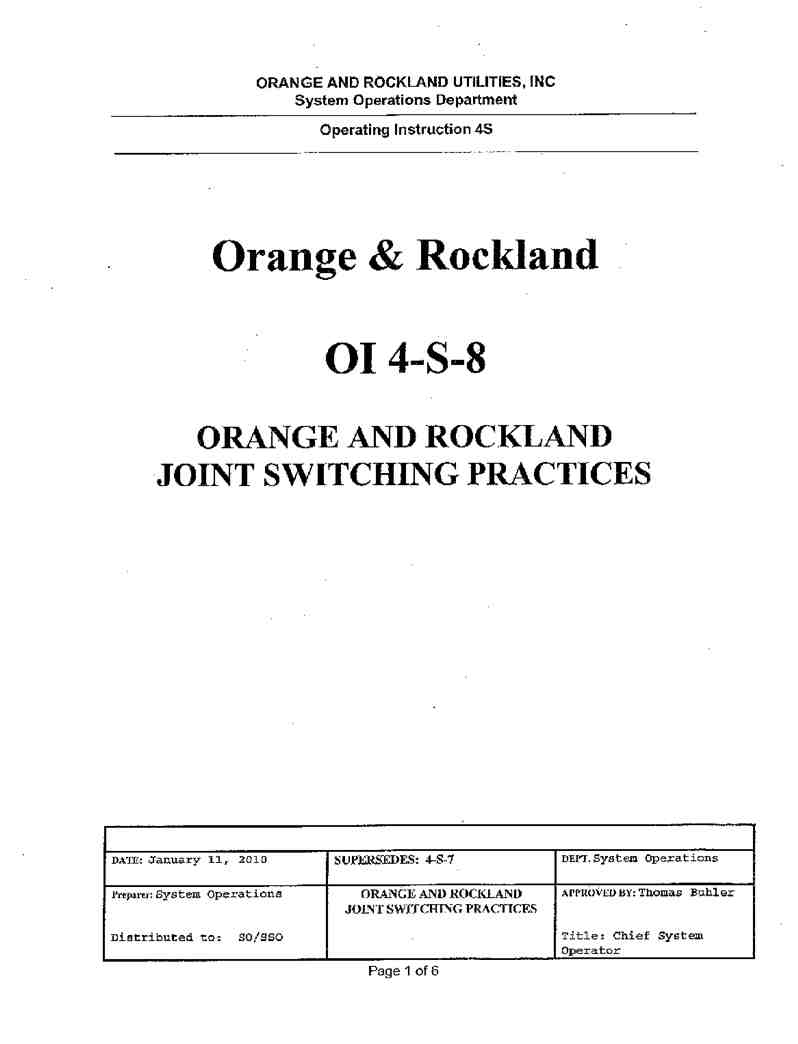 ORANGE AND ROCKLAND UTILITIES, INC
System Operations Department
Operating Instruction 4S
Orange & Rockland
OI 4-S-8
ORANGE AND ROCKLAND
JOINT SWITCHING PRACTICES
DATE: January 11, 2010
SUPERSEDES: 4-S-7
DEPT. System Operations
Preparer: System Operations
ORANGE AND ROCKLAND
JOINT SWITCHING PRACTICES
APPROVED BY: Thomas Buhler
Distributed to: SO/SSO
Title: Chief System
Operator
Page 1 of 6